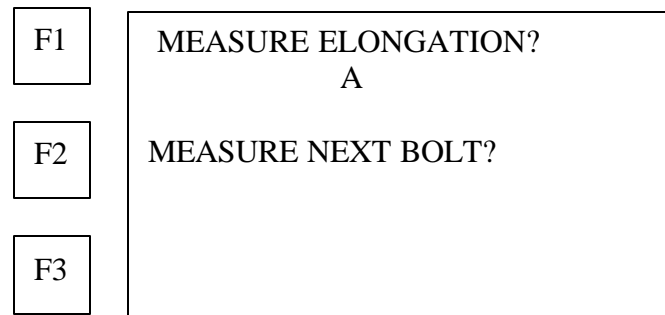 F1
MEASURE ELONGATION?
A
F2
MEASURE NEXT BOLT?
F3